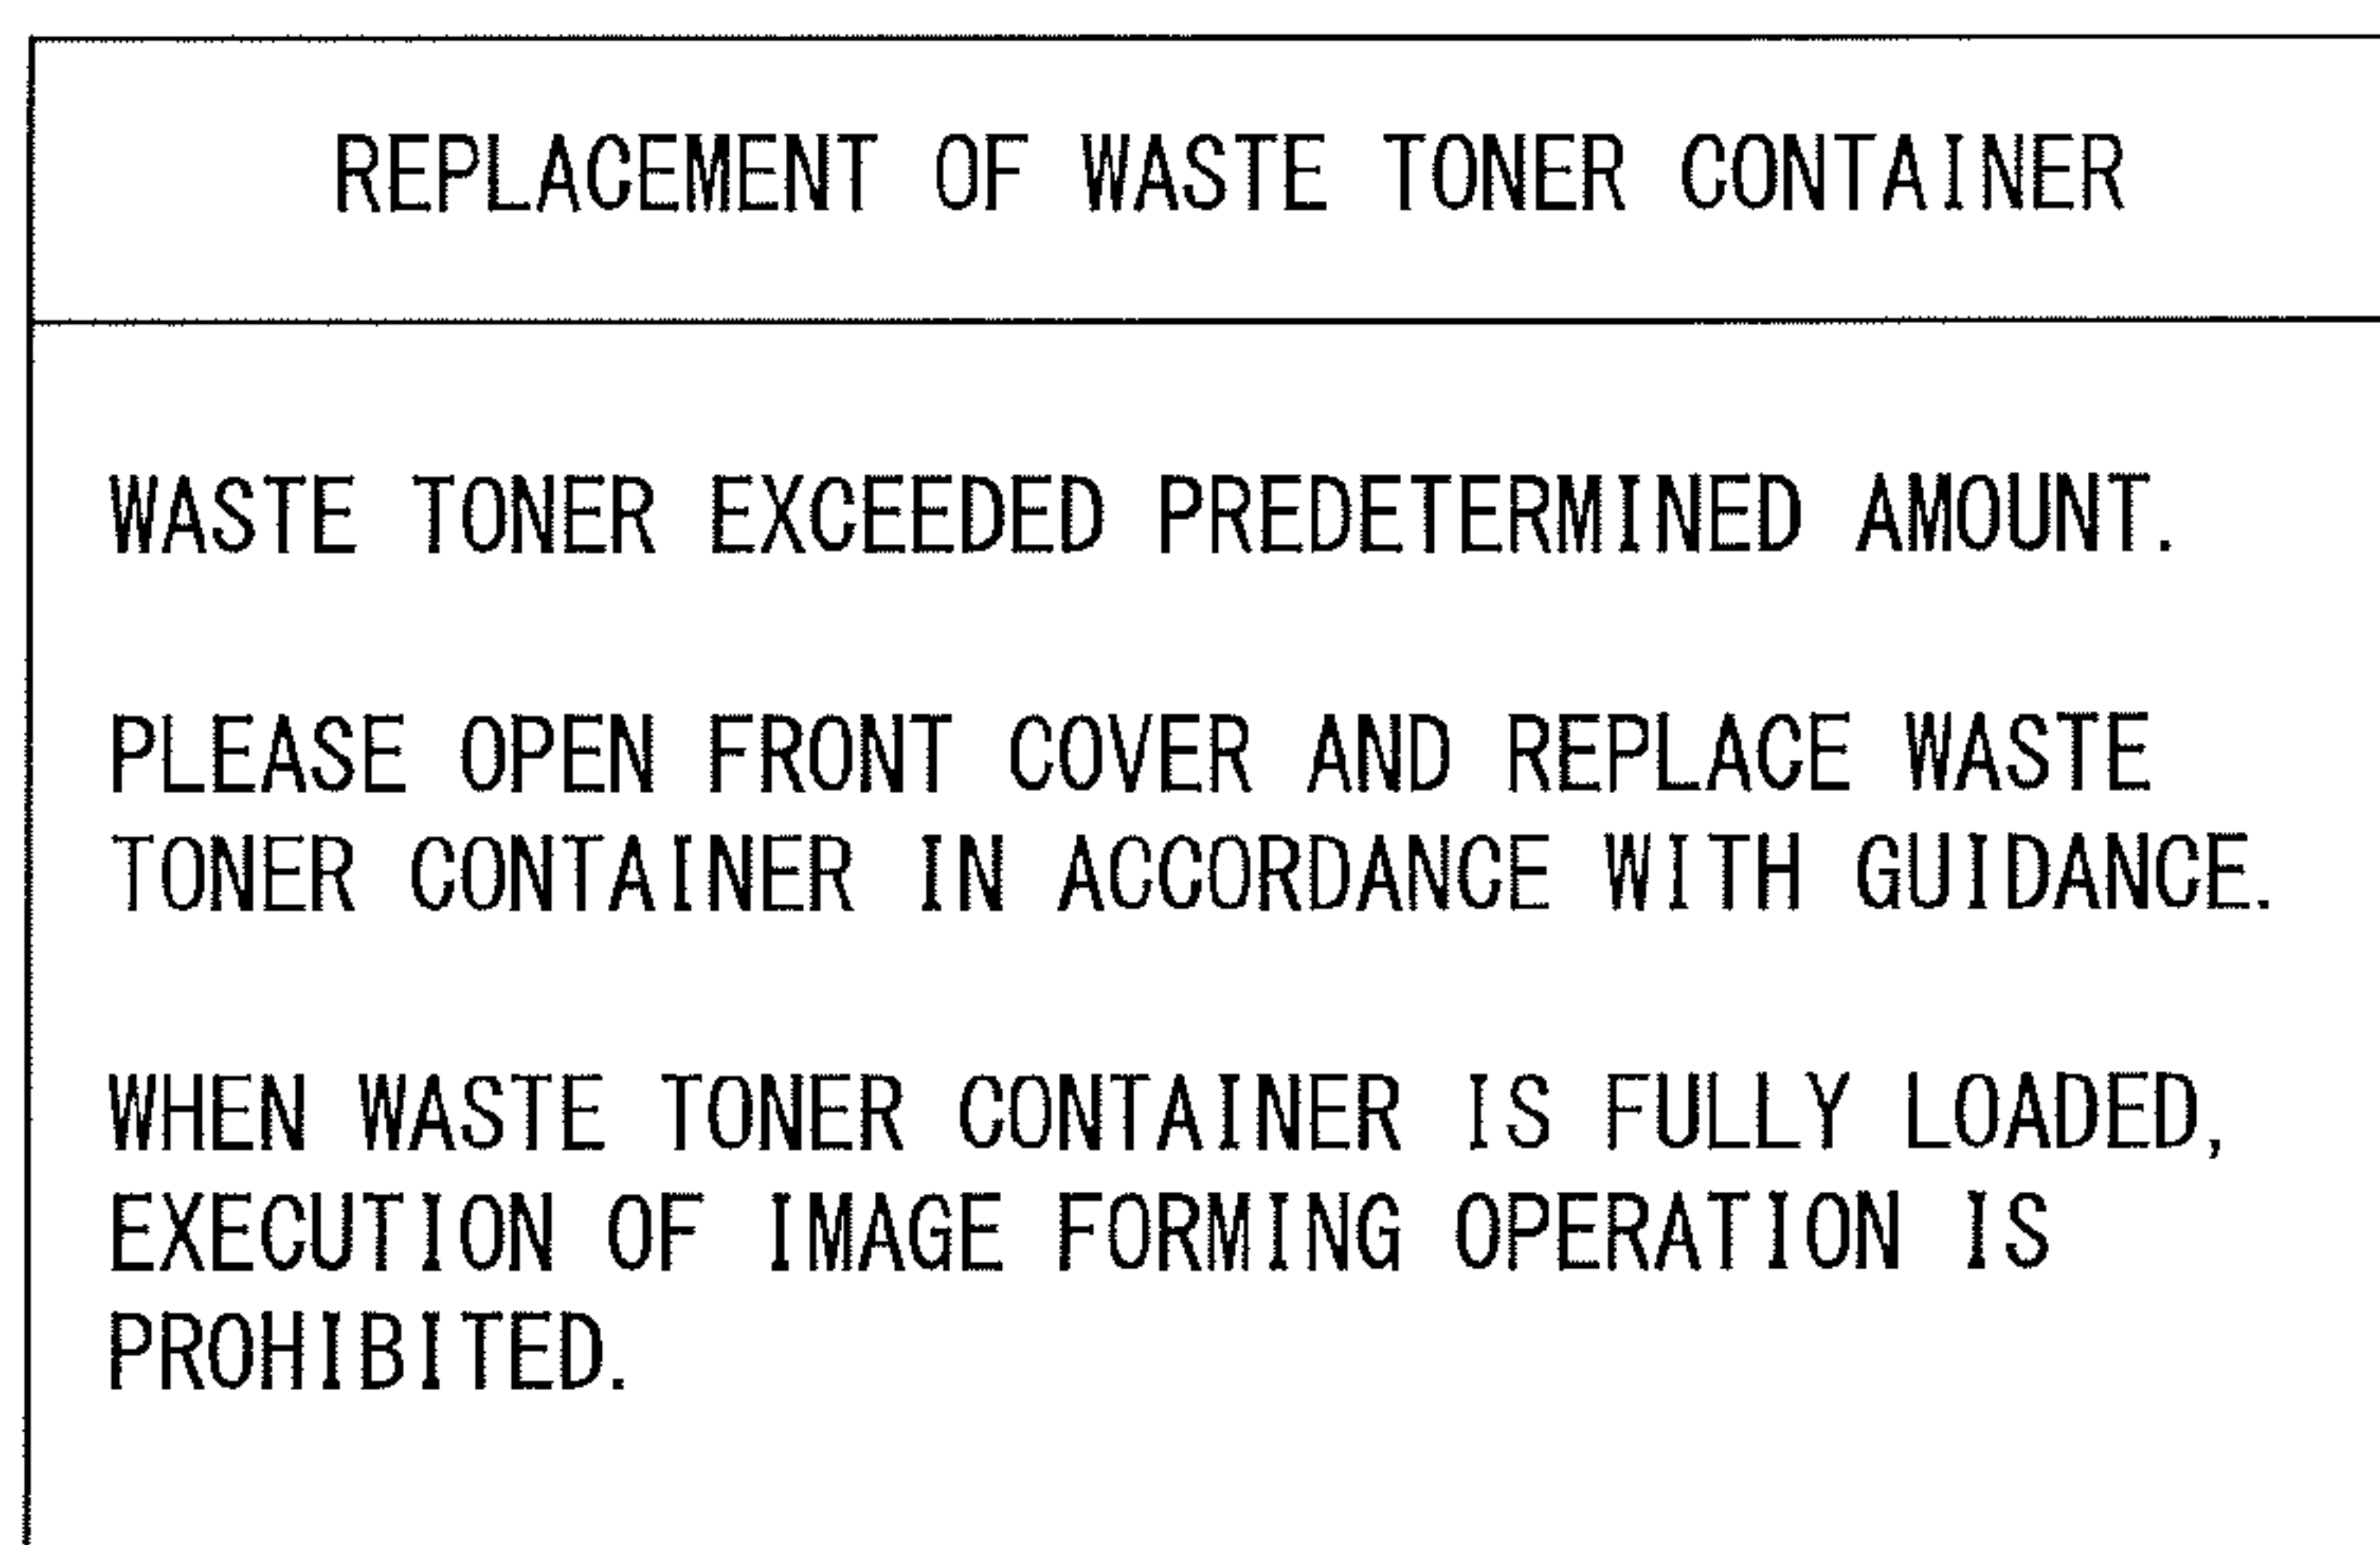 REPLACEMENT OF WASTE TONER CONTAINER
WASTE TONER EXCEEDED PREDETERMINED AMOUNT.
PLEASE OPEN FRONT COVER AND REPLACE WASTE
TONER CONTAINER IN ACCORDANCE WITH GUIDANCE.
WHEN WASTE TONER CONTAINER IS FULLY LOADED,
EXECUTION OF IMAGE FORMING OPERATION IS
PROHIBITED.